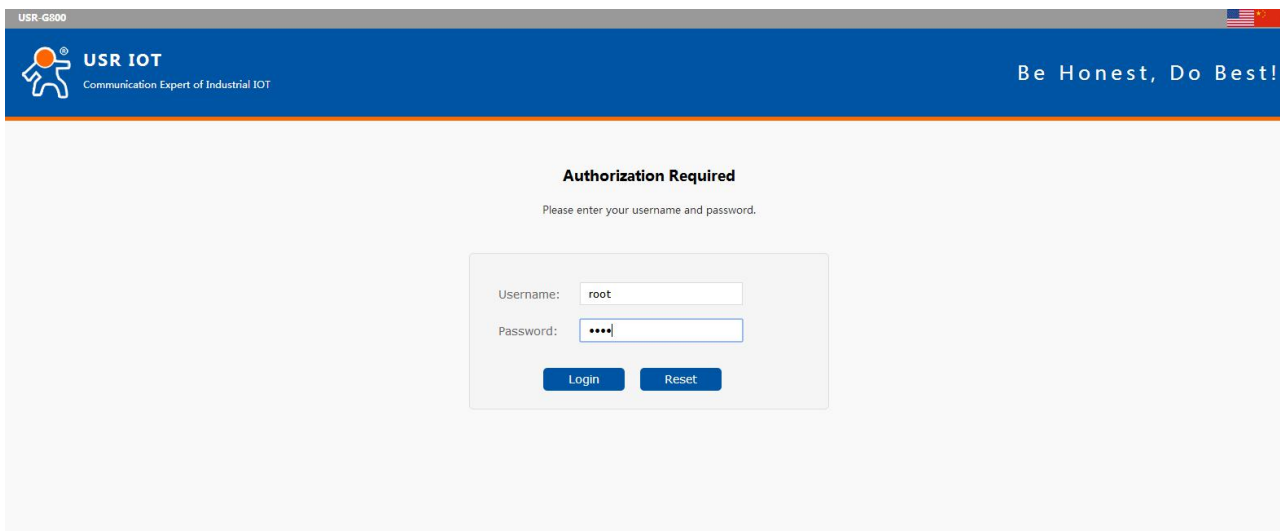 USR-G800
USR IOT
Communication Expert of Industrial IOT
Be Honest, Do Best!
Authorization Required
Please enter your username and password.
Username: root
Password: ••••
Login Reset